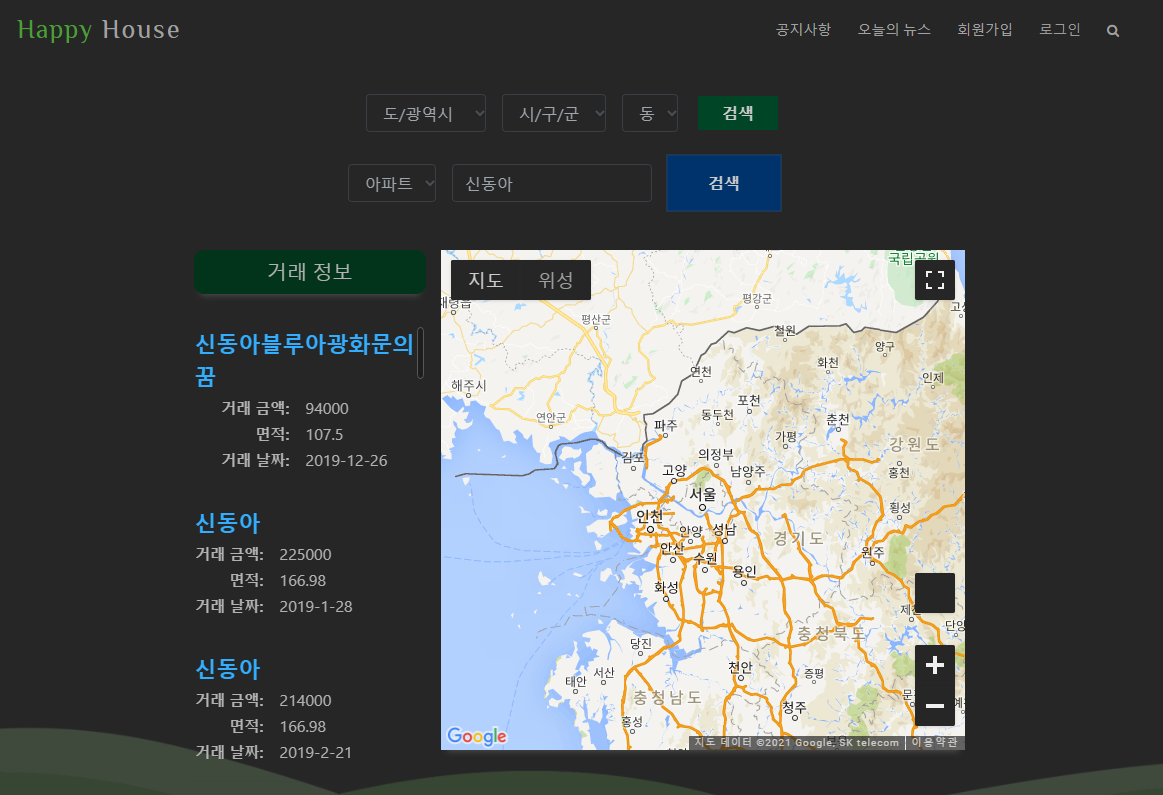 Happy House
공지사항 오늘의 뉴스 회원가입 로그인
도/광역시 시/구/군 동 검색
아파트 신동아 검색
거래 정보
신동아블루아광화문의
꿈
거래 금액: 94000
면적: 107.5
거래 날짜: 2019-12-26
신동아
거래 금액: 225000
면적: 166.98
거래 날짜: 2019-1-28
신동아
거래 금액: 214000
면적: 166.98
거래 날짜: 2019-2-21
지도 위성
국립공원
평강군
평산군
철원
양구
화천
연천
인제
해주시
포천
동두천
연안군
파주
춘천
가평
강원도
의정부
김포
고양
남양주
홍천
서울
횡성
인천
안양 성남
경기도
안산
수원
원주
용인
화성
제천
단양
충청북도
당진
천안
서산
증평
태안
충청남도
청주
홍성
Google
지도 데이터 ©2021 Google, SK telecom 이용약관